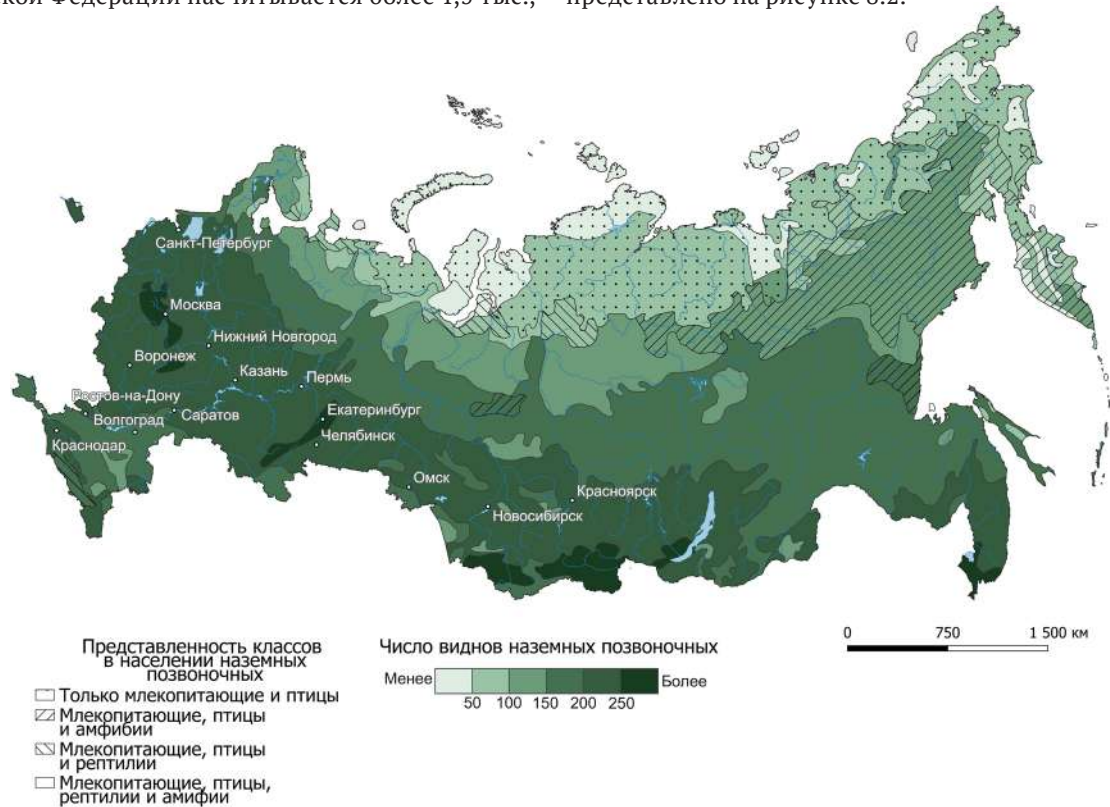 кой Федерации насчитывается более 1,5 тыс., представлено на рисунке 8.2.
Санкт-Петербург
Москва
Нижний Новгород
Воронеж
Казань
Пермь
Ростов-на-Дону
Екатеринбург
Волгоград
Саратов
Челябинск
Краснодар
Омск
Красноярск
Новосибирск
Представленность классов
в населении наземных
позвоночных
Только млекопитающие и птицы
Млекопитающие, птицы
и амфибии
Млекопитающие, птицы
и рептилии
Млекопитающие, птицы,
рептилии и амифии
Число виднов наземных позвоночных
Менее
Более
50 100 150 200 250
0 750 1 500 км